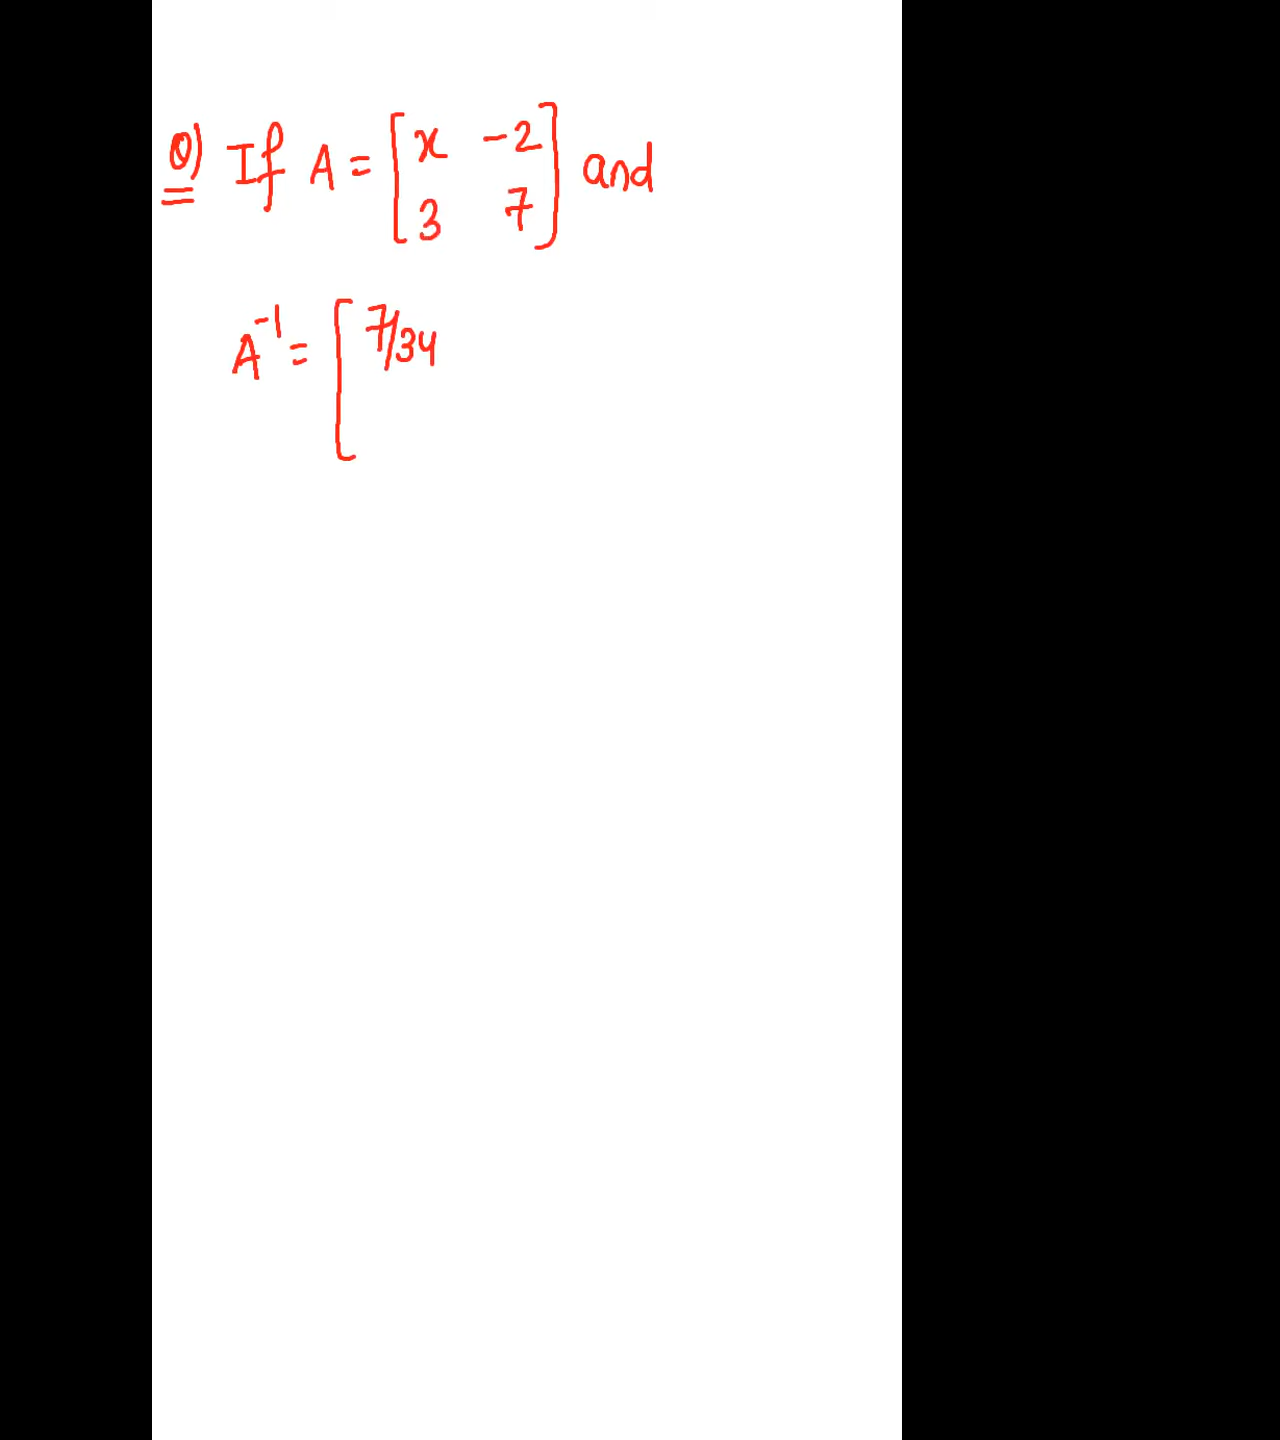 Q) If A = [x -2
3 7] and
A⁻¹ = [7/34